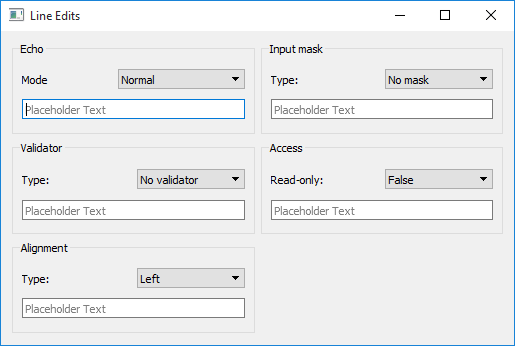 Line Edits
Echo
Mode Normal
Placeholder Text
Input mask
Type: No mask
Placeholder Text
Validator
Type: No validator
Placeholder Text
Access
Read-only: False
Placeholder Text
Alignment
Type: Left
Placeholder Text